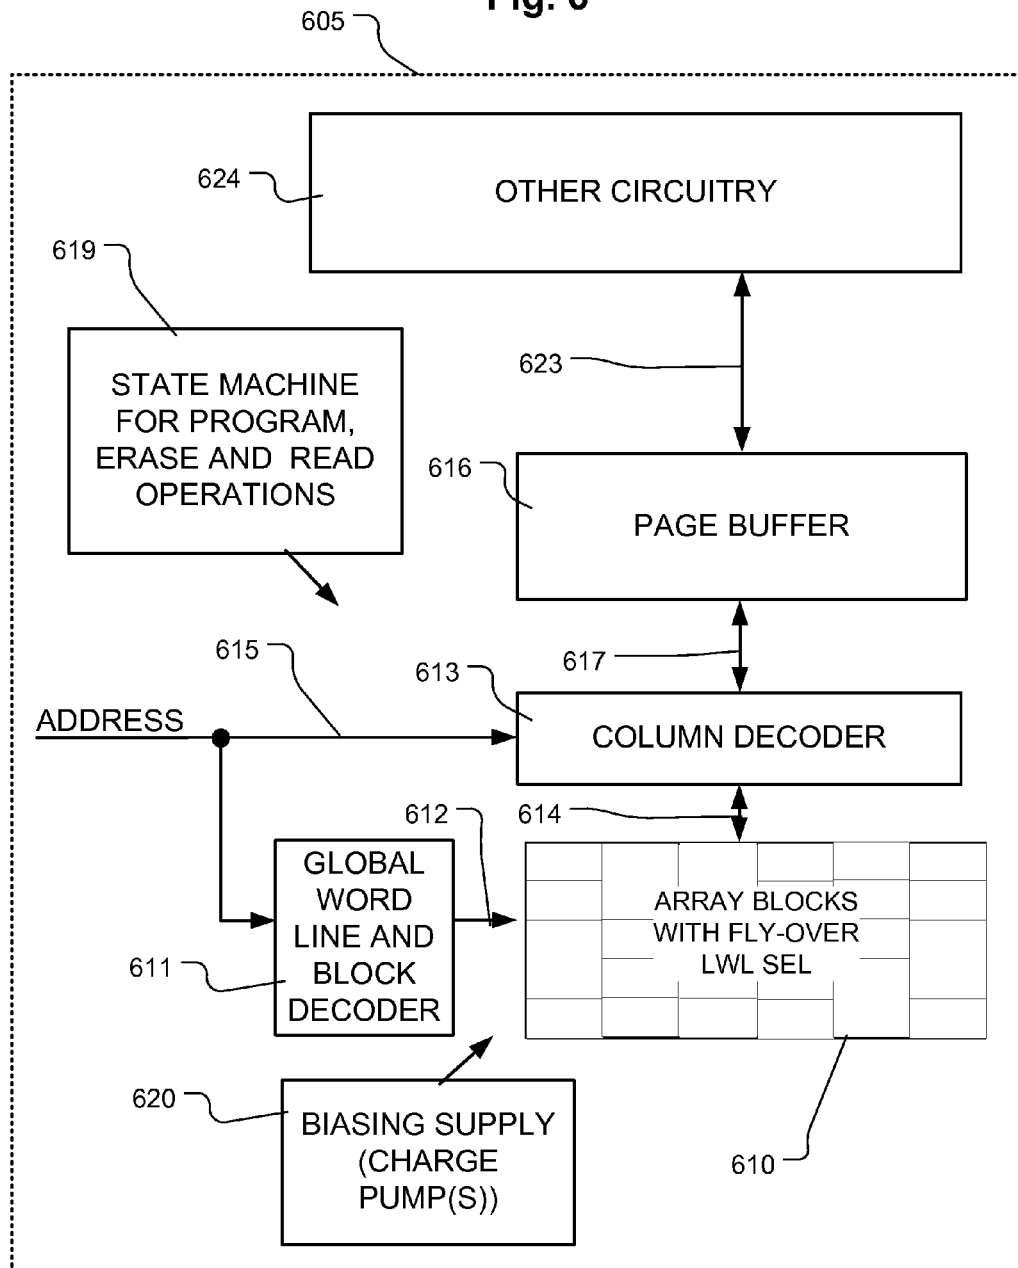 Fig. 6
605
624
OTHER CIRCUITRY
619
STATE MACHINE
FOR PROGRAM,
ERASE AND READ
OPERATIONS
623
616
PAGE BUFFER
617
615
613
ADDRESS
COLUMN DECODER
612
614
GLOBAL
WORD
LINE AND
BLOCK
DECODER
611
ARRAY BLOCKS
WITH FLY-OVER
LWL SEL
620
BIASING SUPPLY
(CHARGE
PUMP(S))
610